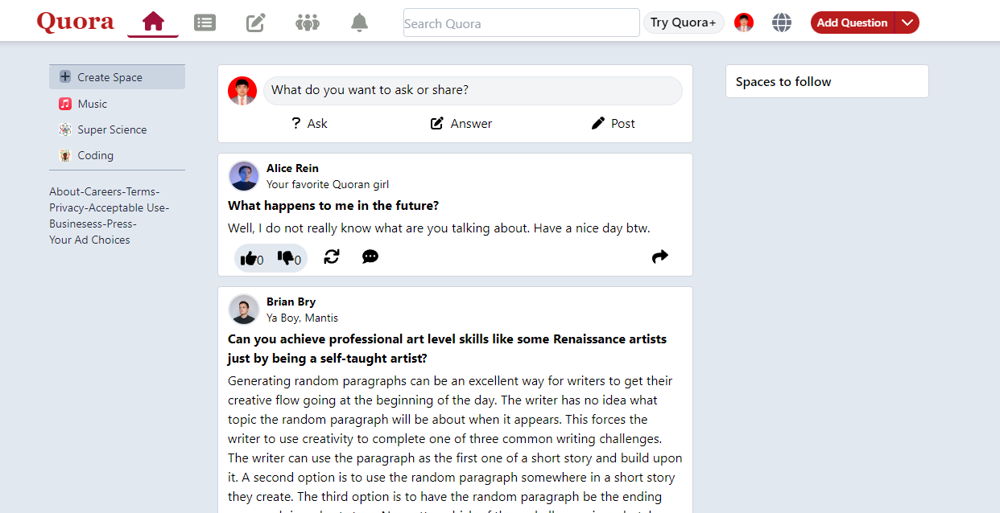 Quora
Search Quora
Try Quora+
Add Question
Create Space
Music
Super Science
Coding
About-Careers-Terms-
Privacy-Acceptable Use-
Businesess-Press-
Your Ad Choices
What do you want to ask or share?
? Ask
Answer
Post
Alice Rein
Your favorite Quoran girl
What happens to me in the future?
Well, I do not really know what are you talking about. Have a nice day btw.
0
0
Brian Bry
Ya Boy, Mantis
Can you achieve professional art level skills like some Renaissance artists
just by being a self-taught artist?
Generating random paragraphs can be an excellent way for writers to get their
creative flow going at the beginning of the day. The writer has no idea what
topic the random paragraph will be about when it appears. This forces the
writer to use creativity to complete one of three common writing challenges.
The writer can use the paragraph as the first one of a short story and build upon
it. A second option is to use the random paragraph somewhere in a short story
they create. The third option is to have the random paragraph be the ending
Spaces to follow